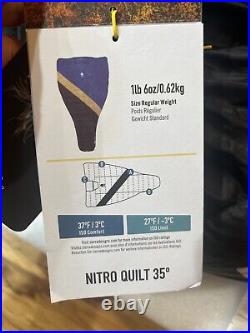 1lb 6oz/0.62kg
Size Regular Weight
Poids Régulier
Gewicht Standard
A
B
C
37°F / 3°C
ISO Comfort
27°F / -3°C
ISO Limit
NITRO QUILT 35°